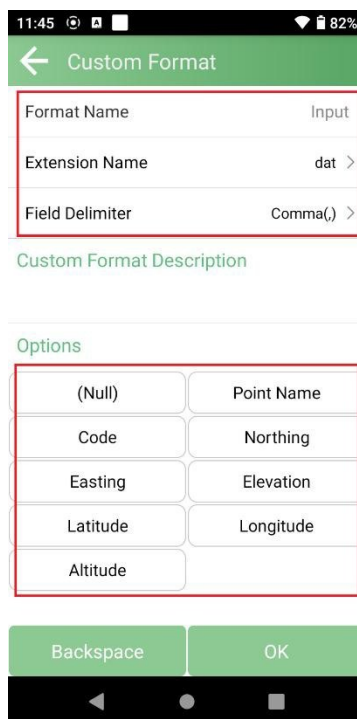 11:45 82%
Custom Format
Format Name Input
Extension Name dat >
Field Delimiter Comma(,) >
Custom Format Description
Options
(Null) Point Name
Code Northing
Easting Elevation
Latitude Longitude
Altitude
Backspace OK